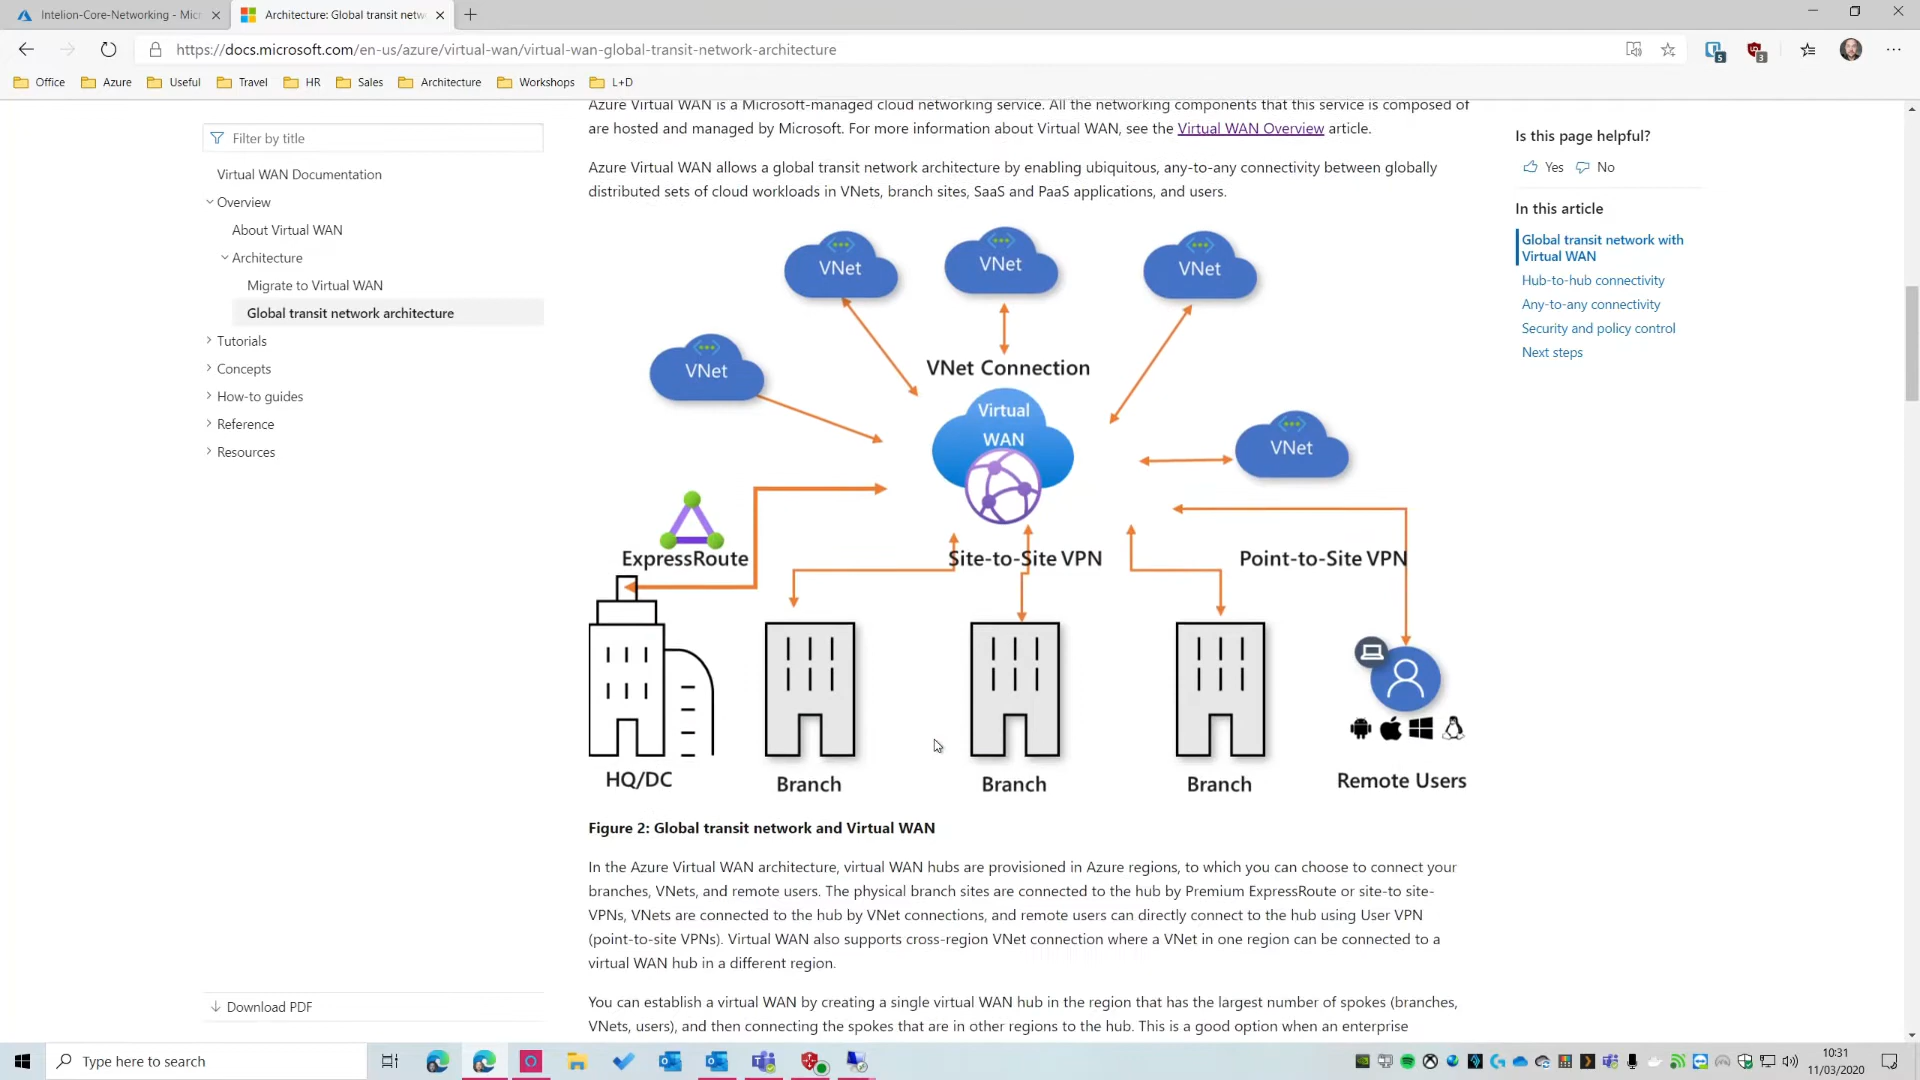 Intelion-Core-Networking - Micr
Architecture: Global transit netw
https://docs.microsoft.com/en-us/azure/virtual-wan/virtual-wan-global-transit-network-architecture
5
3
Office
Azure
Useful
Travel
HR
Sales
Architecture
Workshops
L+D
Filter by title
Virtual WAN Documentation
Overview
About Virtual WAN
Architecture
Migrate to Virtual WAN
Global transit network architecture
Tutorials
Concepts
How-to guides
Reference
Resources
Download PDF
Azure Virtual WAN is a Microsoft-managed cloud networking service. All the networking components that this service is composed of
are hosted and managed by Microsoft. For more information about Virtual WAN, see the Virtual WAN Overview article.
Azure Virtual WAN allows a global transit network architecture by enabling ubiquitous, any-to-any connectivity between globally
distributed sets of cloud workloads in VNets, branch sites, SaaS and PaaS applications, and users.
VNet
VNet
VNet
VNet
VNet Connection
Virtual
WAN
VNet
ExpressRoute
Site-to-Site VPN
Point-to-Site VPN
HQ/DC
Branch
Branch
Branch
Remote Users
Figure 2: Global transit network and Virtual WAN
In the Azure Virtual WAN architecture, virtual WAN hubs are provisioned in Azure regions, to which you can choose to connect your
branches, VNets, and remote users. The physical branch sites are connected to the hub by Premium ExpressRoute or site-to site-
VPNs, VNets are connected to the hub by VNet connections, and remote users can directly connect to the hub using User VPN
(point-to-site VPNs). Virtual WAN also supports cross-region VNet connection where a VNet in one region can be connected to a
virtual WAN hub in a different region.
You can establish a virtual WAN by creating a single virtual WAN hub in the region that has the largest number of spokes (branches,
VNets, users), and then connecting the spokes that are in other regions to the hub. This is a good option when an enterprise
Is this page helpful?
Yes
No
In this article
Global transit network with
Virtual WAN
Hub-to-hub connectivity
Any-to-any connectivity
Security and policy control
Next steps
Type here to search
10:31
11/03/2020